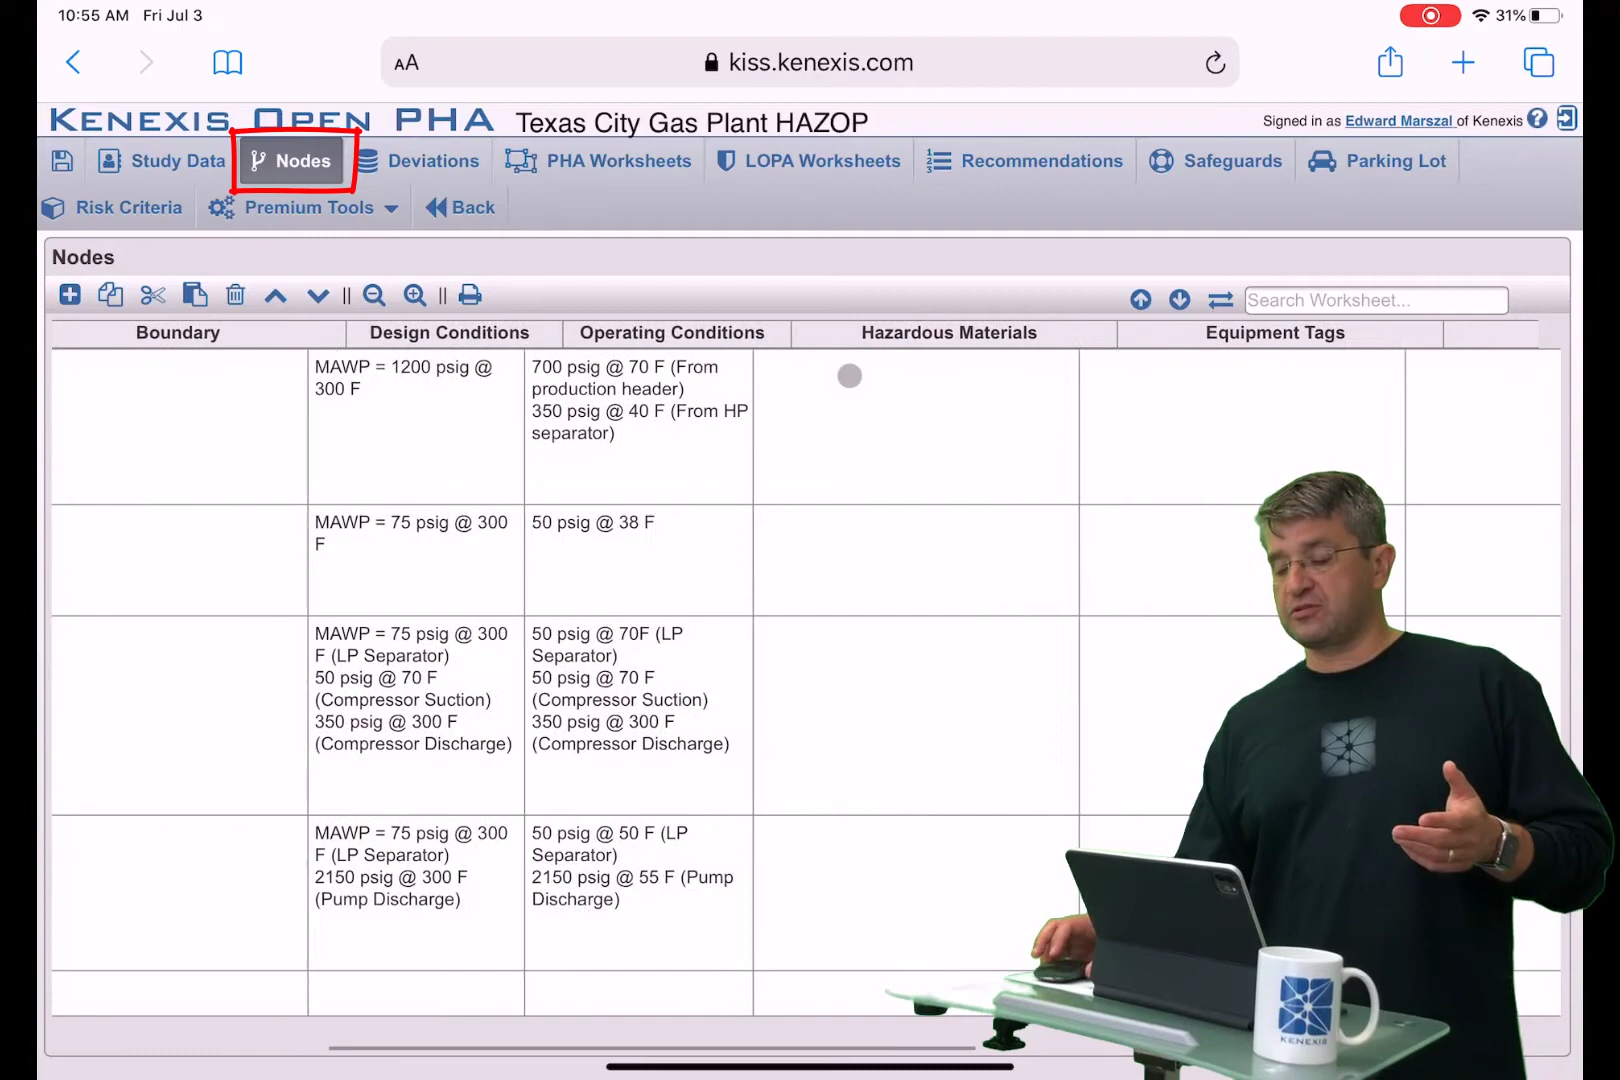 10:55 AM Fri Jul 3
31%
AA kiss.kenexis.com
KENEXIS OPEN PHA Texas City Gas Plant HAZOP
Signed in as Edward Marszal of Kenexis ?
Study Data Nodes Deviations PHA Worksheets LOPA Worksheets Recommendations Safeguards Parking Lot
Risk Criteria Premium Tools Back
Nodes
|| || Search Worksheet...
Boundary Design Conditions Operating Conditions Hazardous Materials Equipment Tags
MAWP = 1200 psig @
300 F
700 psig @ 70 F (From
production header)
350 psig @ 40 F (From HP
separator)
MAWP = 75 psig @ 300
F
50 psig @ 38 F
MAWP = 75 psig @ 300
F (LP Separator)
50 psig @ 70 F
(Compressor Suction)
350 psig @ 300 F
(Compressor Discharge)
50 psig @ 70F (LP
Separator)
50 psig @ 70 F
(Compressor Suction)
350 psig @ 300 F
(Compressor Discharge)
MAWP = 75 psig @ 300
F (LP Separator)
2150 psig @ 300 F
(Pump Discharge)
50 psig @ 50 F (LP
Separator)
2150 psig @ 55 F (Pump
Discharge)
KENEXIS